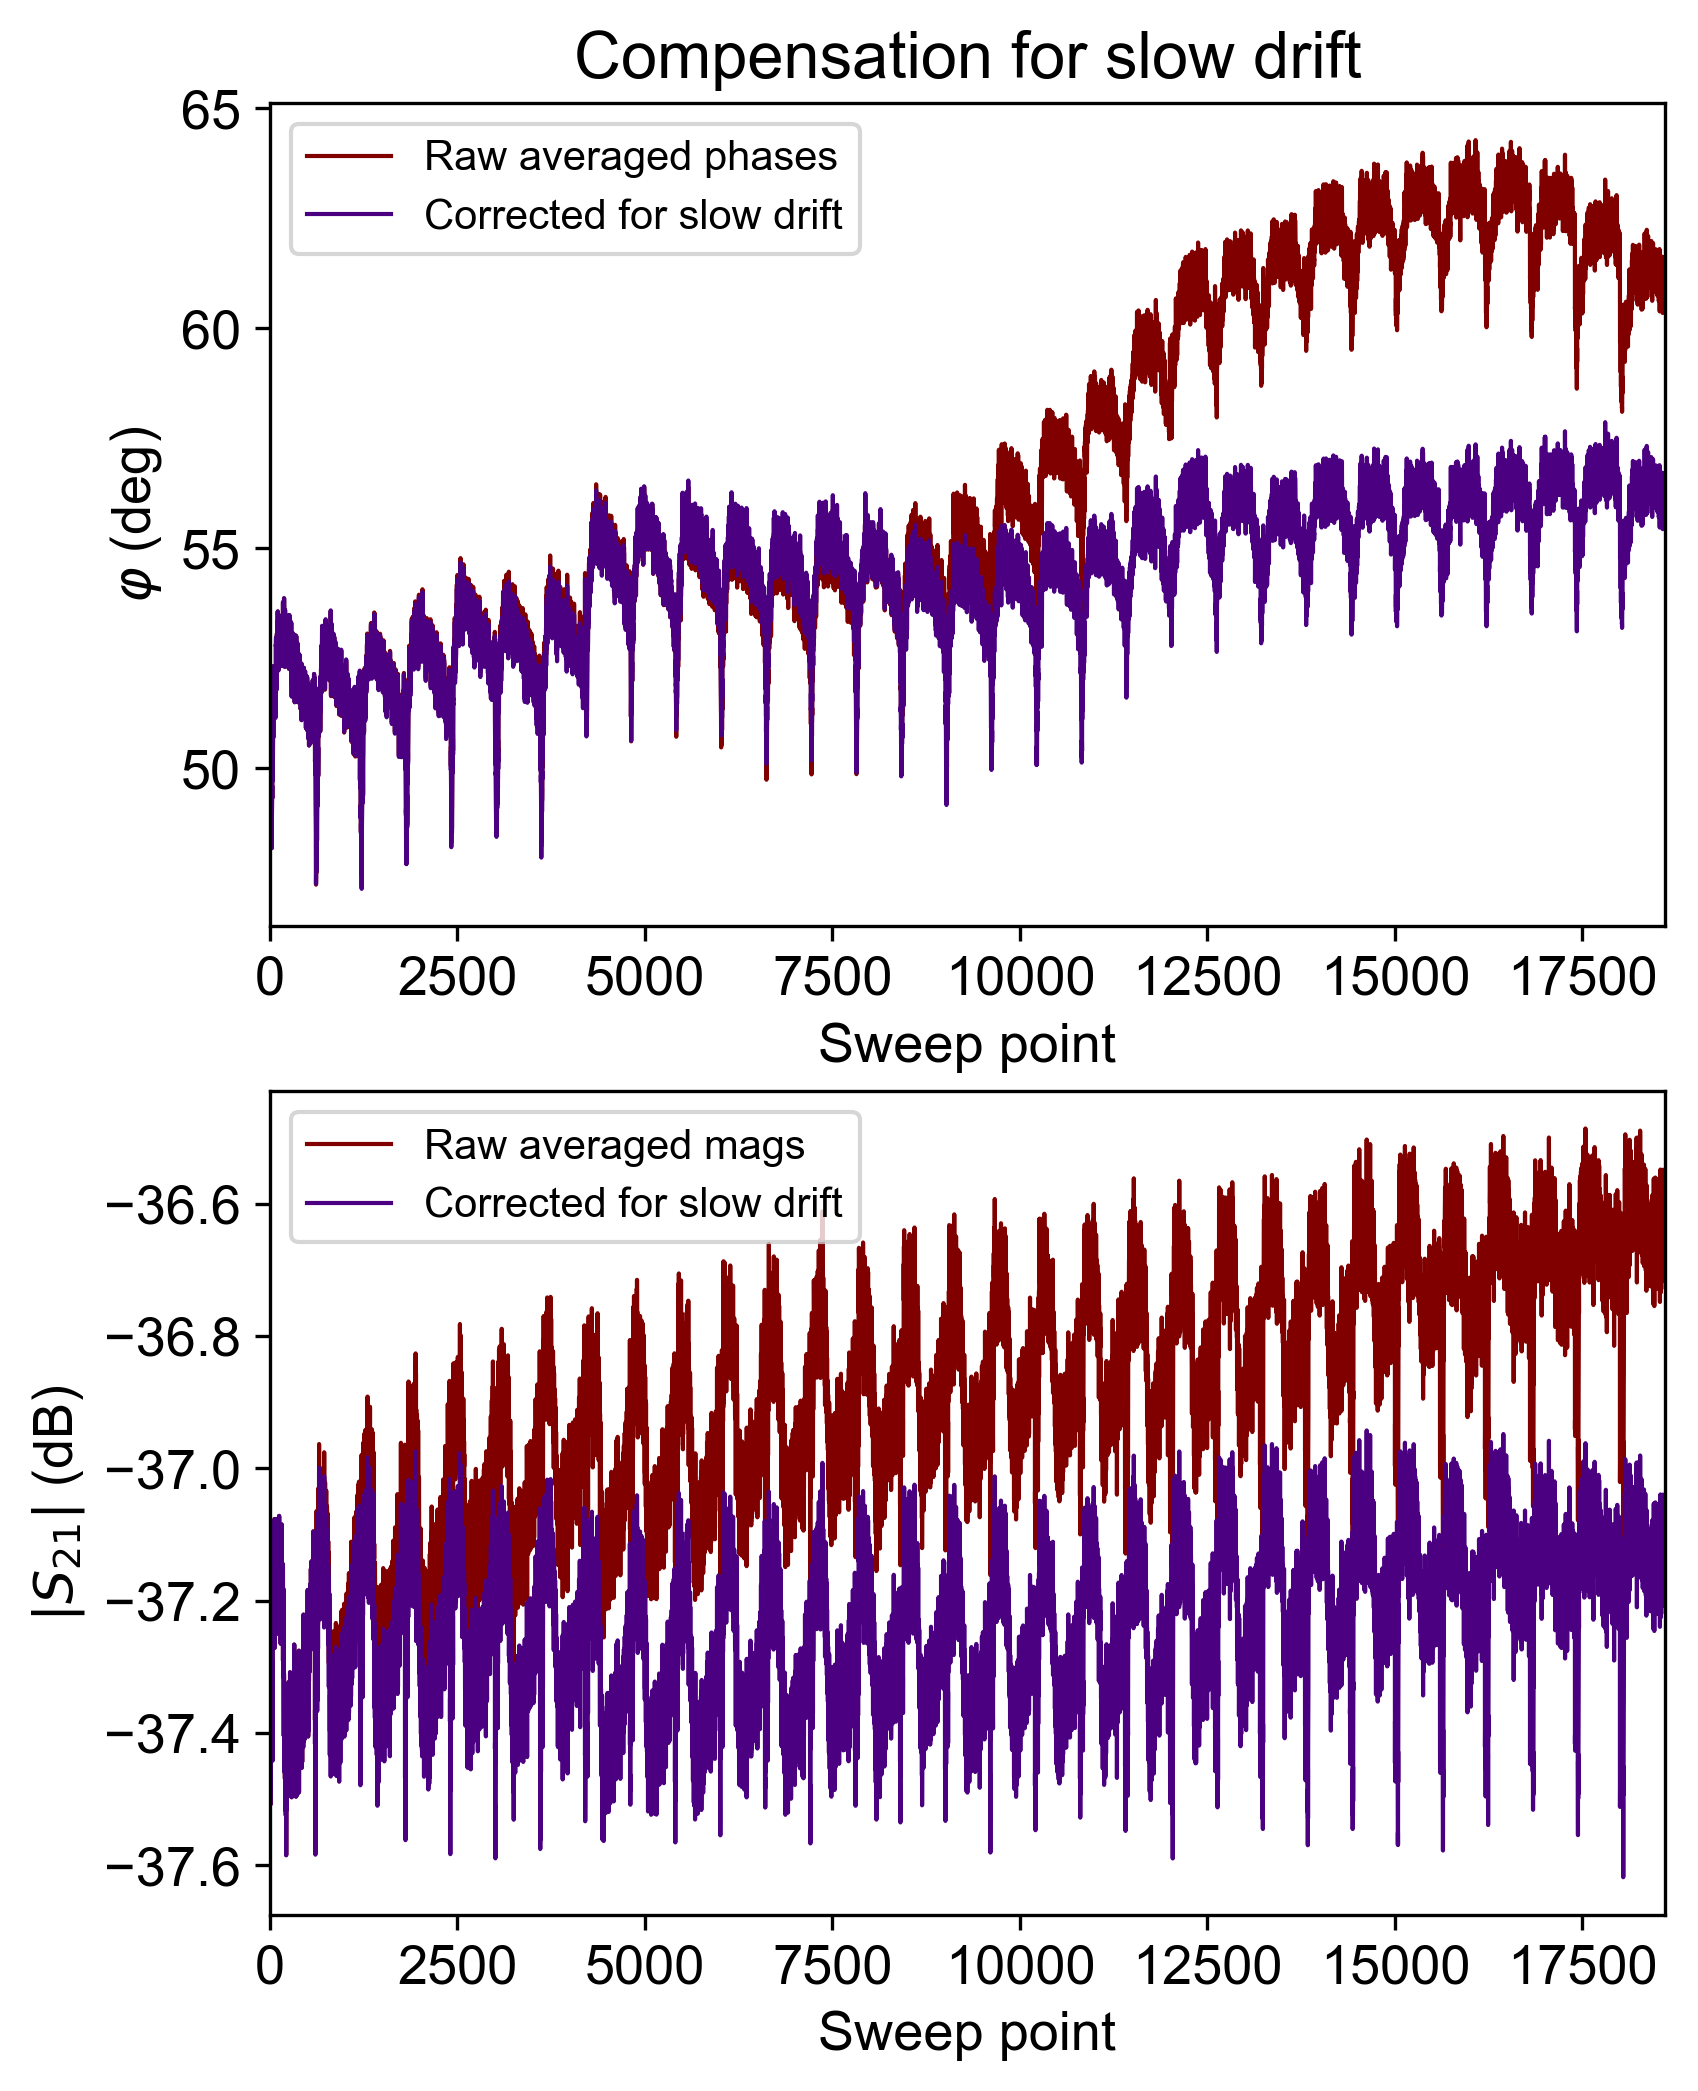 Compensation for slow drift
Raw averaged phases
Corrected for slow drift
65
60
55
50
φ (deg)
0 2500 5000 7500 10000 12500 15000 17500
Sweep point
Raw averaged mags
Corrected for slow drift
−36.6
−36.8
−37.0
−37.2
−37.4
−37.6
|S₂₁| (dB)
0 2500 5000 7500 10000 12500 15000 17500
Sweep point